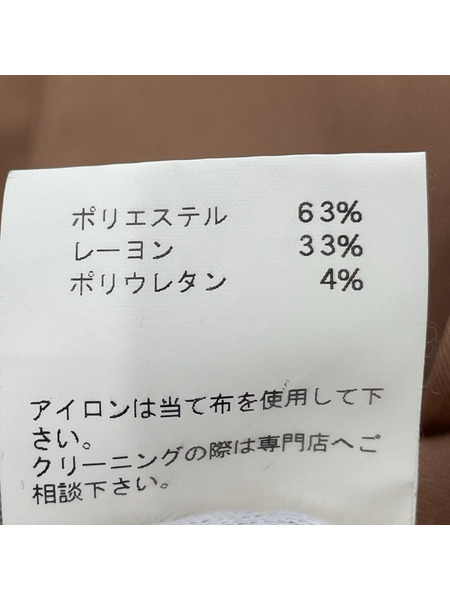 ポリエステル 63%
レーヨン 33%
ポリウレタン 4%
アイロンは当て布を使用して下
さい。
クリーニングの際は専門店へご
相談下さい。